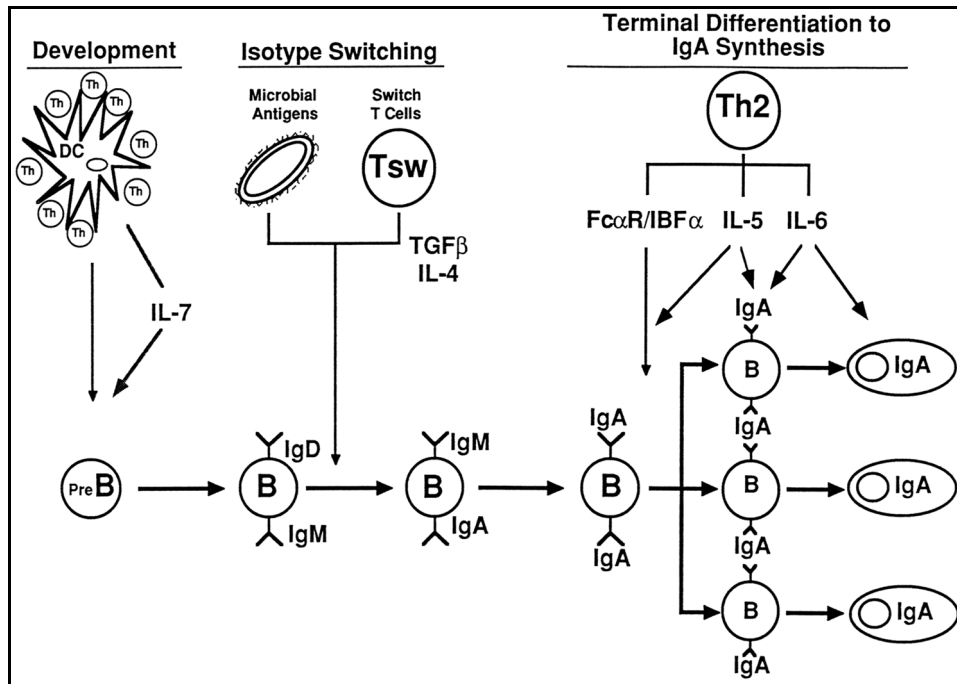 Development
Isotype Switching
Terminal Differentiation to
IgA Synthesis
Microbial
Antigens
Switch
T Cells
Th
Th
Th
Th
Th
Th
Th
Th
Th
DC
Tsw
Th2
TGFβ
IL-4
FcαR/IBFα
IL-5
IL-6
IL-7
IgA
B
IgA
IgA
IgD
IgM
IgA
Pre B
B
B
B
B
IgA
IgM
IgA
IgA
IgA
B
IgA
IgA